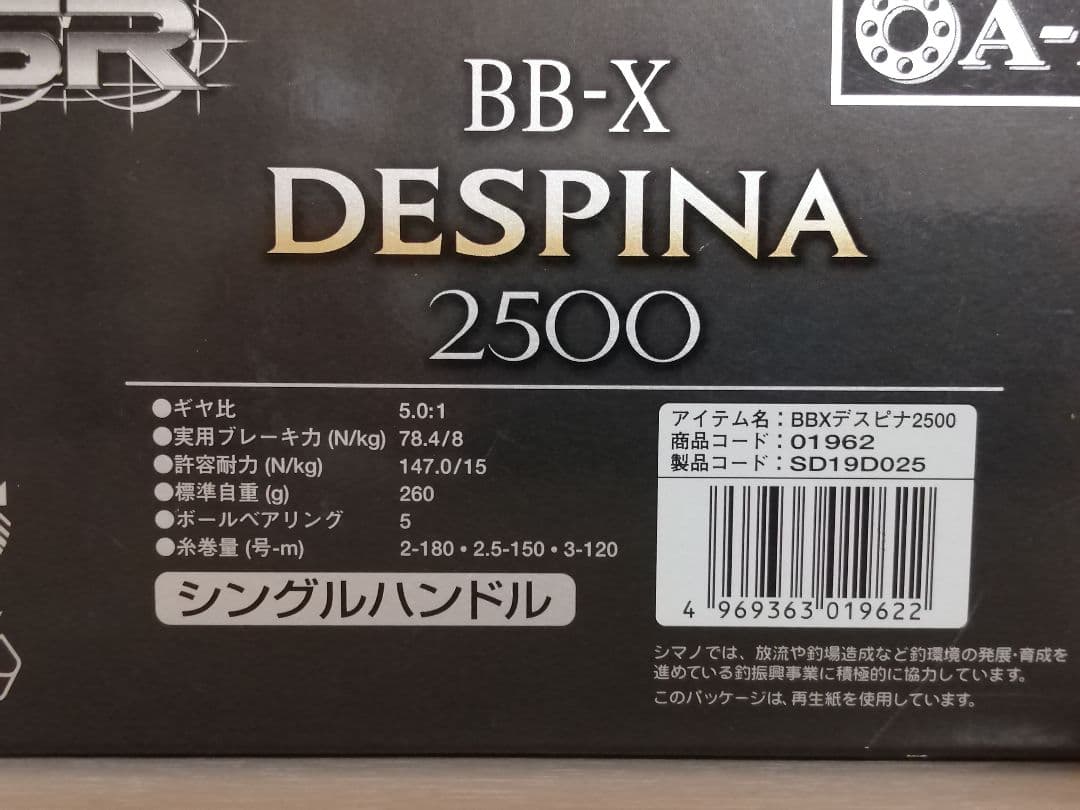 SR
A-
BB-X
DESPINA
2500
●ギヤ比 5.0:1
●実用ブレーキ力 (N/kg) 78.4/8
●許容耐力 (N/kg) 147.0/15
●標準自重 (g) 260
●ボールベアリング 5
●糸巻量 (号-m) 2-180・2.5-150・3-120
シングルハンドル
アイテム名：BBXデスピナ2500
商品コード：01962
製品コード：SD19D025
4 969363 019622
シマノでは、放流や釣場造成など釣環境の発展・育成を
進めている釣振興事業に積極的に協力しています。
このパッケージは、再生紙を使用しています。